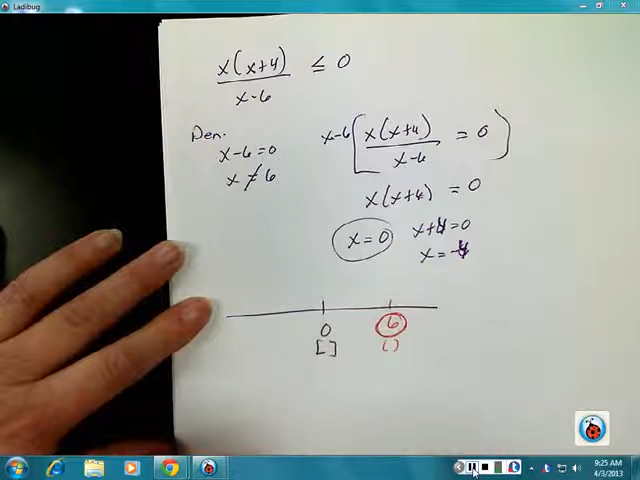 Ladibug
x(x+4)
≤ 0
x-6
Den.
x-6=0
x ≠ 6
x-6 [ x(x+4) = 0 )
x-6
x(x+4) = 0
x=0
x+4=0
x=-4
0 6
[ ] ( )
9:25 AM
4/3/2013